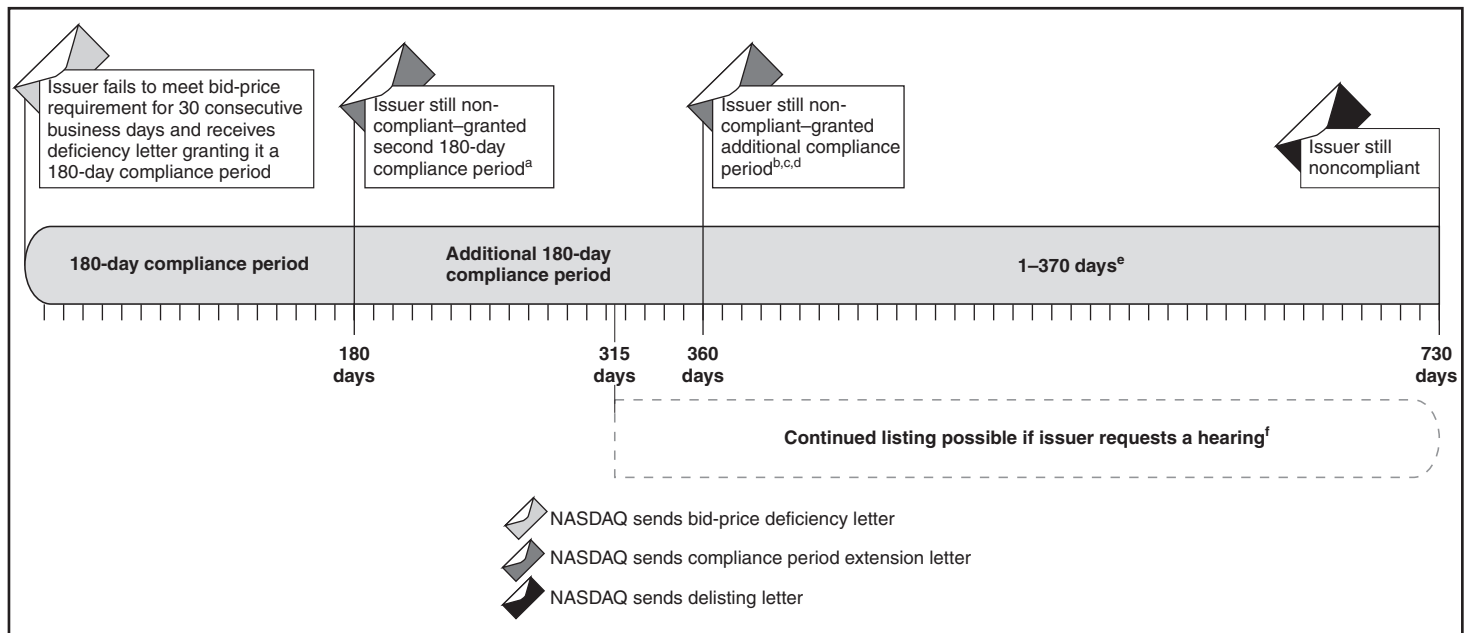 Issuer fails to meet bid-price
requirement for 30 consecutive
business days and receives
deficiency letter granting it a
180-day compliance period
Issuer still non-
compliant–granted
second 180-day
compliance periodᵃ
Issuer still non-
compliant–granted
additional compliance
periodᵇ,ᶜ,ᵈ
Issuer still
noncompliant
180-day compliance period
Additional 180-day
compliance period
1–370 daysᵉ
180
days
315
days
360
days
730
days
Continued listing possible if issuer requests a hearingᶠ
NASDAQ sends bid-price deficiency letter
NASDAQ sends compliance period extension letter
NASDAQ sends delisting letter